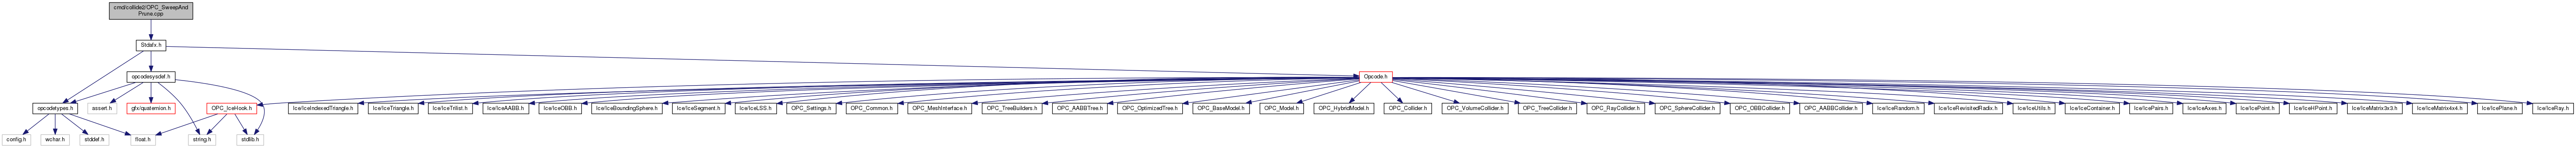 cmd/collide2/OPC_SweepAnd
Prune.cpp
Stdafx.h
opcodesysdef.h
Opcode.h
opcodetypes.h
assert.h
gfx/quaternion.h
OPC_IceHook.h
Ice/IceIndexedTriangle.h
Ice/IceTriangle.h
Ice/IceTrilist.h
Ice/IceAABB.h
Ice/IceOBB.h
Ice/IceBoundingSphere.h
Ice/IceSegment.h
Ice/IceLSS.h
OPC_Settings.h
OPC_Common.h
OPC_MeshInterface.h
OPC_TreeBuilders.h
OPC_AABBTree.h
OPC_OptimizedTree.h
OPC_BaseModel.h
OPC_Model.h
OPC_HybridModel.h
OPC_Collider.h
OPC_VolumeCollider.h
OPC_TreeCollider.h
OPC_RayCollider.h
OPC_SphereCollider.h
OPC_OBBCollider.h
OPC_AABBCollider.h
Ice/IceRandom.h
Ice/IceRevisitedRadix.h
Ice/IceUtils.h
Ice/IceContainer.h
Ice/IcePairs.h
Ice/IceAxes.h
Ice/IcePoint.h
Ice/IceHPoint.h
Ice/IceMatrix3x3.h
Ice/IceMatrix4x4.h
Ice/IcePlane.h
Ice/IceRay.h
config.h
wchar.h
stddef.h
float.h
string.h
stdlib.h